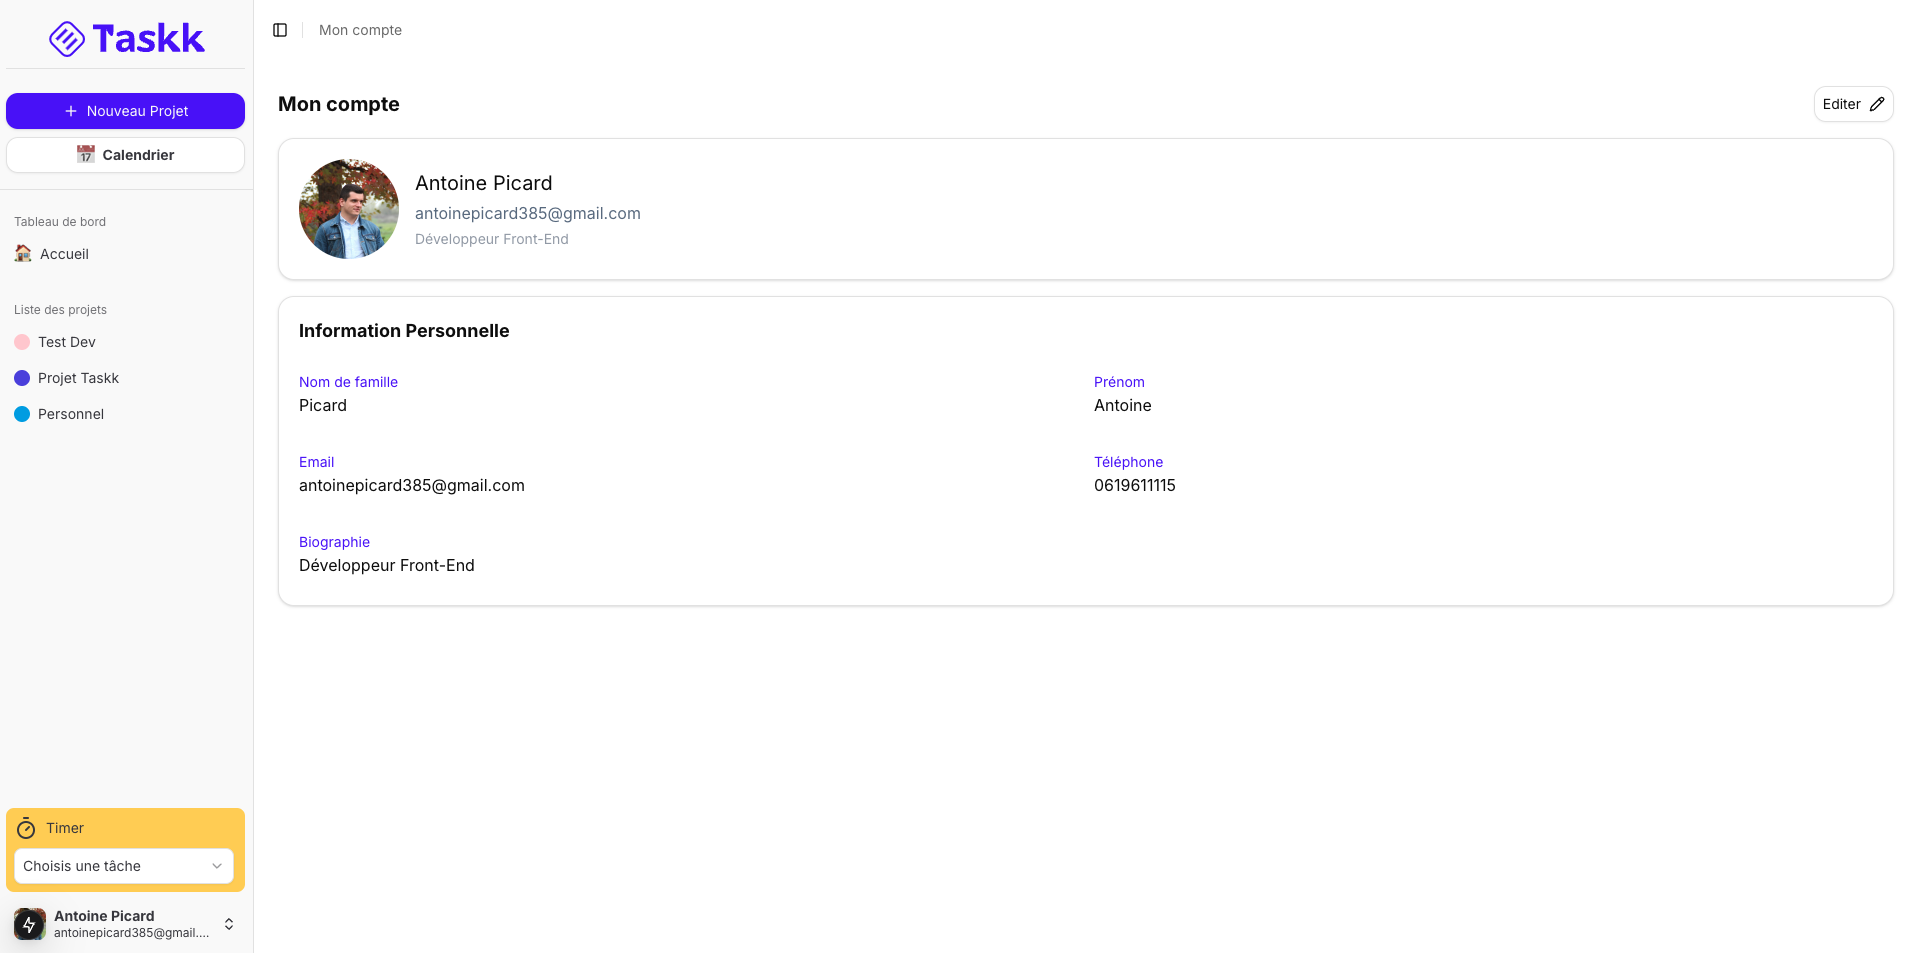 Taskk
Nouveau Projet
17 Calendrier
Tableau de bord
Accueil
Liste des projets
Test Dev
Projet Taskk
Personnel
Timer
Choisis une tâche
Antoine Picard
antoinepicard385@gmail....
Mon compte
Mon compte
Editer
Antoine Picard
antoinepicard385@gmail.com
Développeur Front-End
Information Personnelle
Nom de famille
Picard
Prénom
Antoine
Email
antoinepicard385@gmail.com
Téléphone
0619611115
Biographie
Développeur Front-End